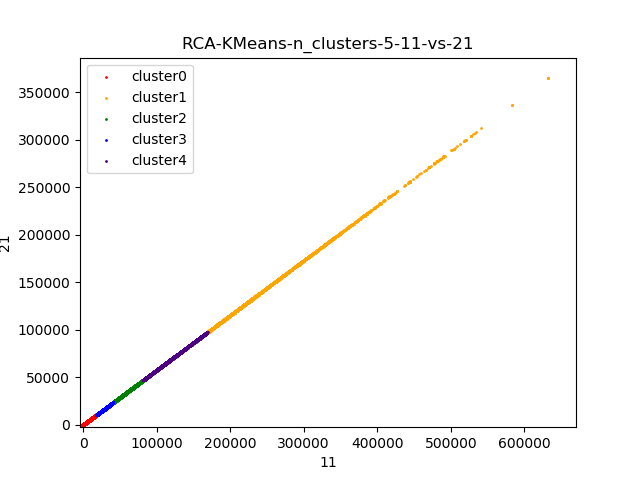 RCA-KMeans-n_clusters-5-11-vs-21
cluster0
cluster1
cluster2
cluster3
cluster4
350000
300000
250000
200000
150000
100000
50000
0
21
0 100000 200000 300000 400000 500000 600000
11